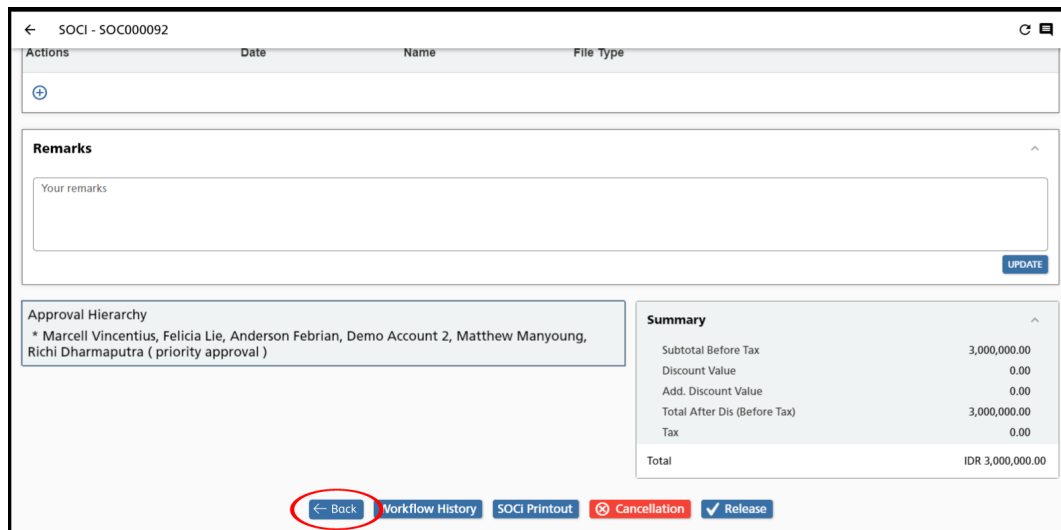 SOCI - SOC000092
Actions Date Name File Type
Remarks
Your remarks
UPDATE
Approval Hierarchy
* Marcell Vincentius, Felicia Lie, Anderson Febrian, Demo Account 2, Matthew Manyoung,
Richi Dharmaputra ( priority approval )
Summary
Subtotal Before Tax 3,000,000.00
Discount Value 0.00
Add. Discount Value 0.00
Total After Dis (Before Tax) 3,000,000.00
Tax 0.00
Total IDR 3,000,000.00
Back Workflow History SOCI Printout Cancellation Release